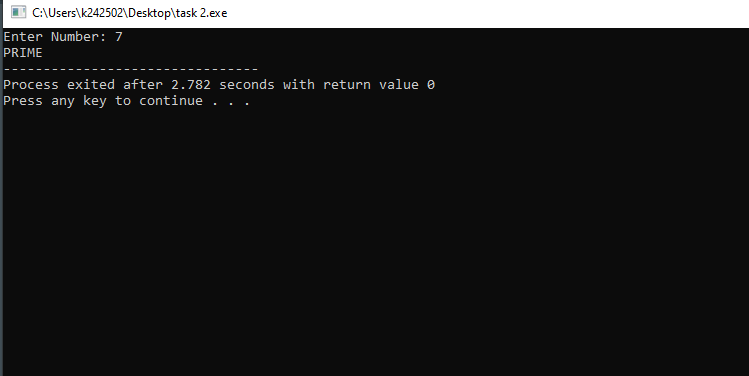 C:\Users\k242502\Desktop\task 2.exe
Enter Number: 7
PRIME
--------------------------------
Process exited after 2.782 seconds with return value 0
Press any key to continue . . .